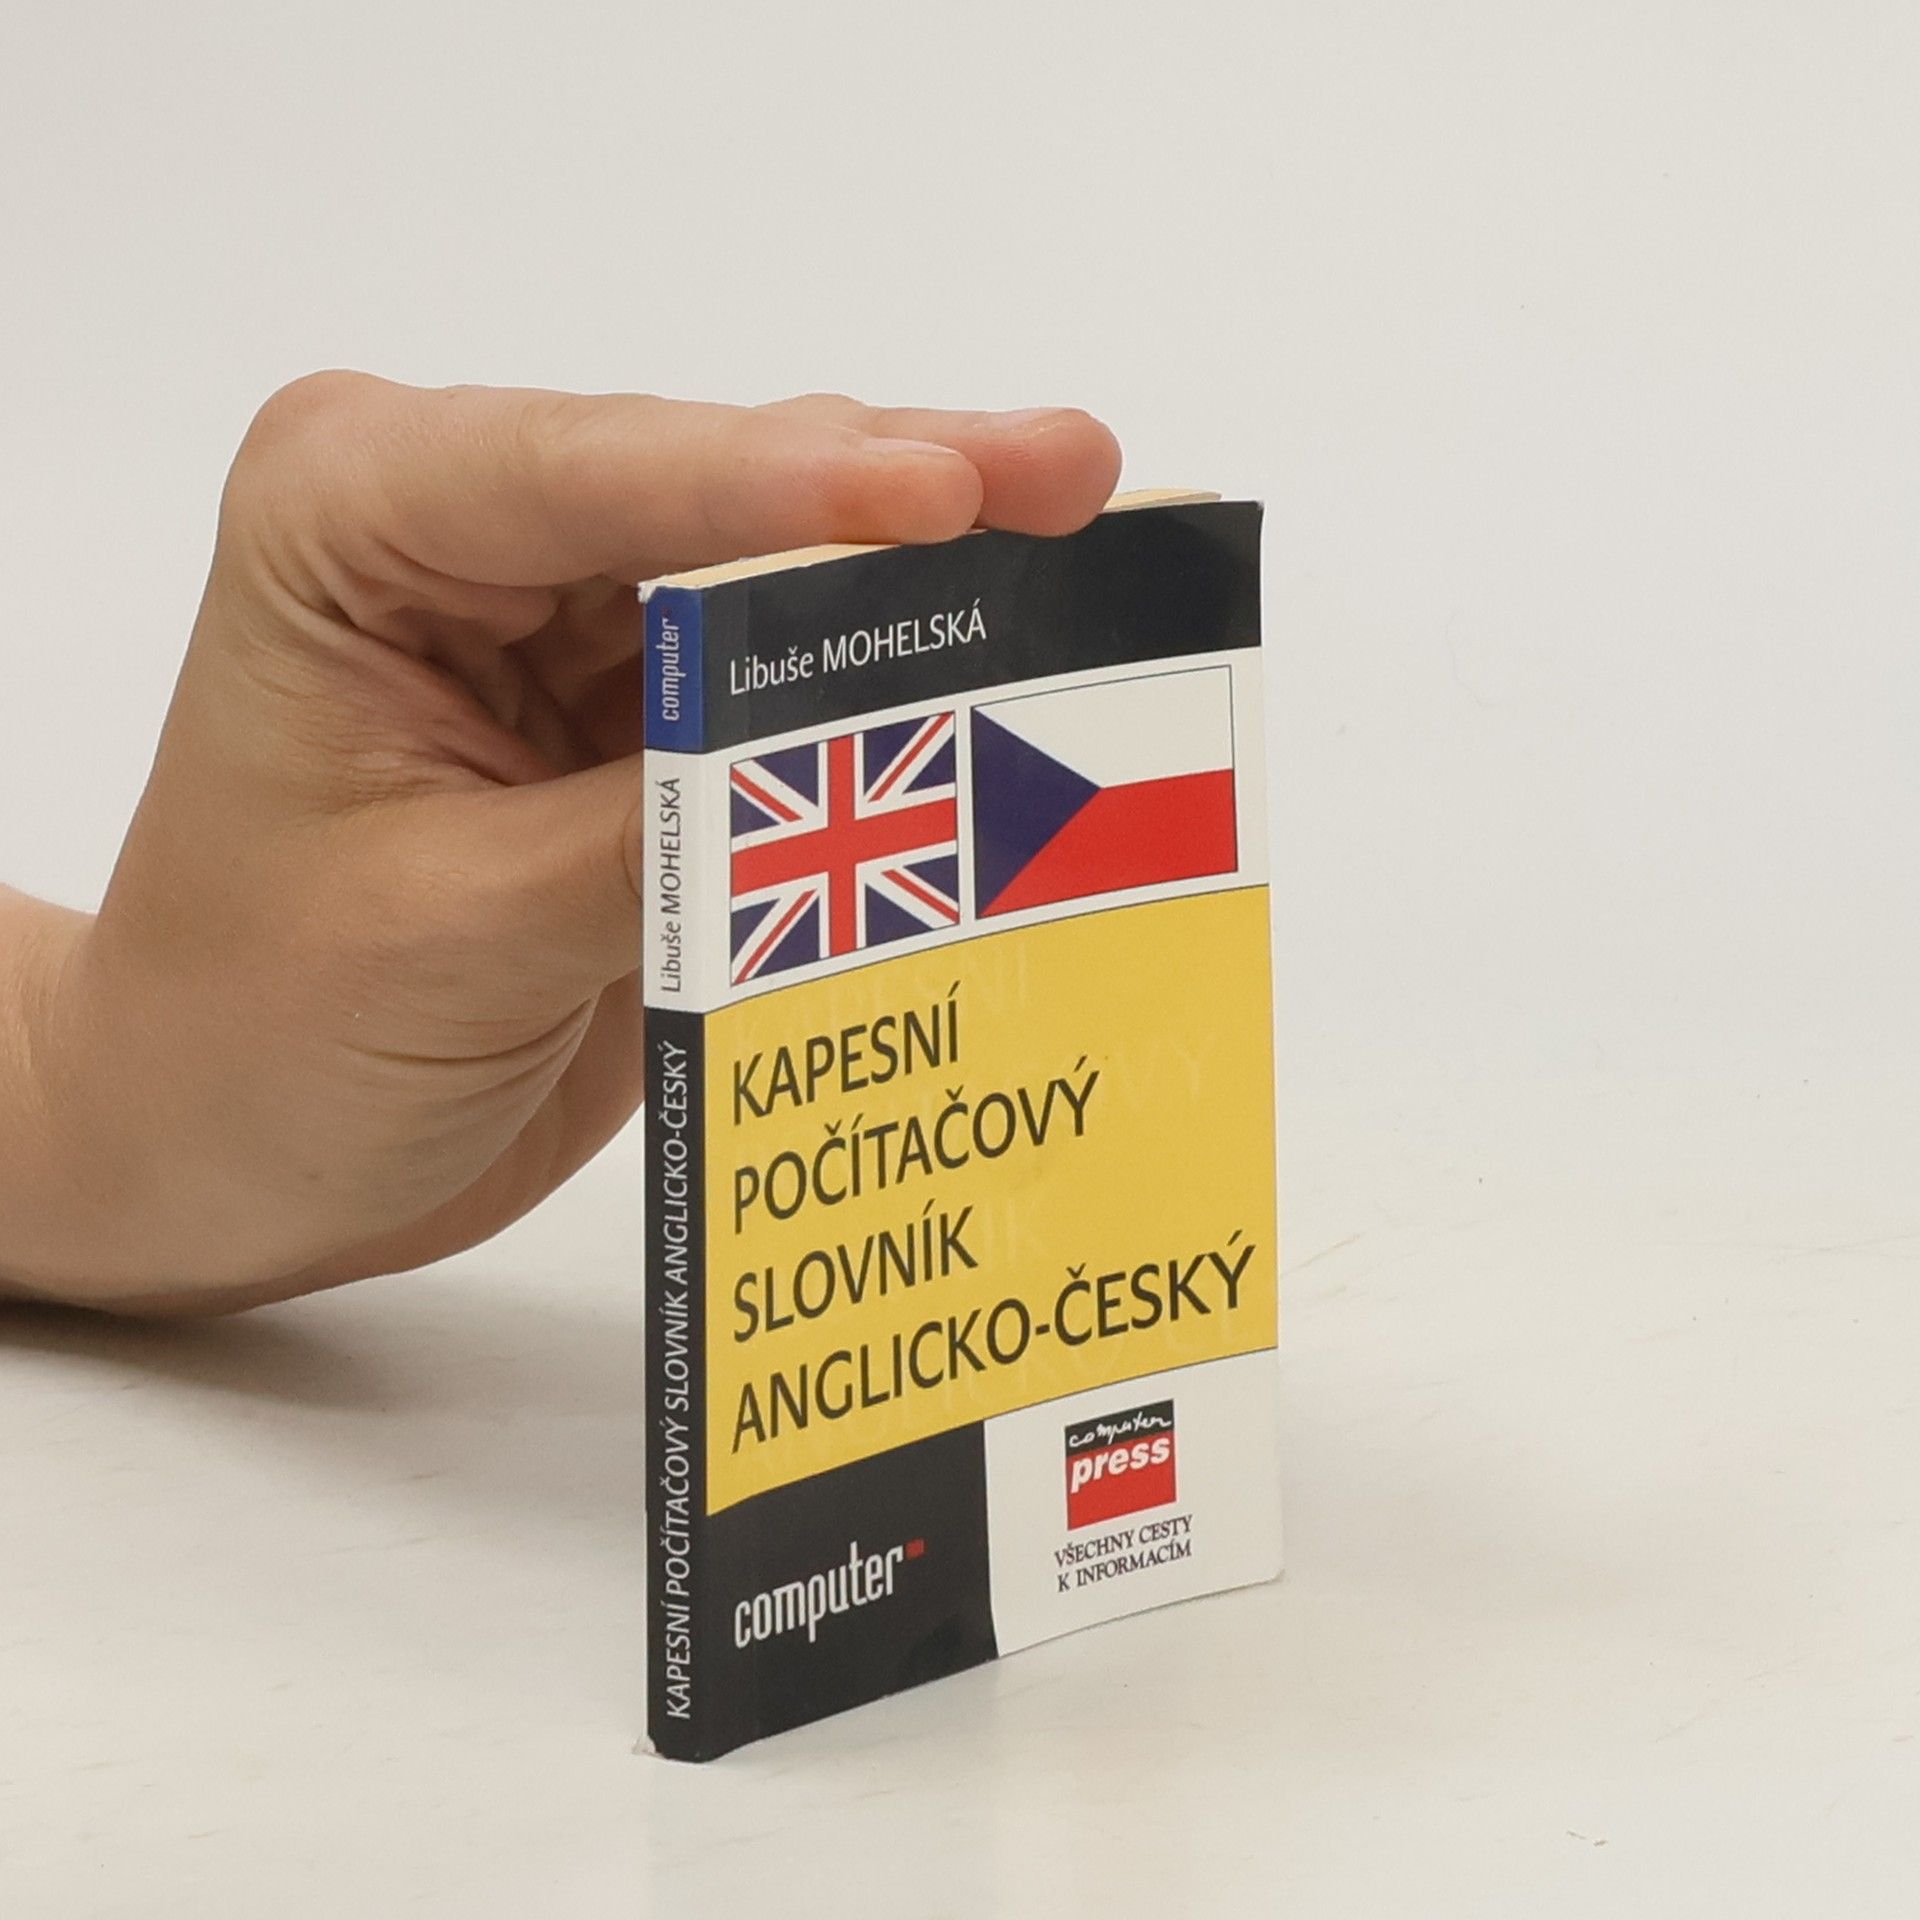 computer
Libuše MOHELSKÁ
KAPESNÍ POČÍTAČOVÝ SLOVNÍK ANGLICKO-ČESKÝ
Libuše MOHELSKÁ
KAPESNÍ
POČÍTAČOVÝ
SLOVNÍK
ANGLICKO-ČESKÝ
computer
computer
press
VŠECHNY CESTY
K INFORMACÍM